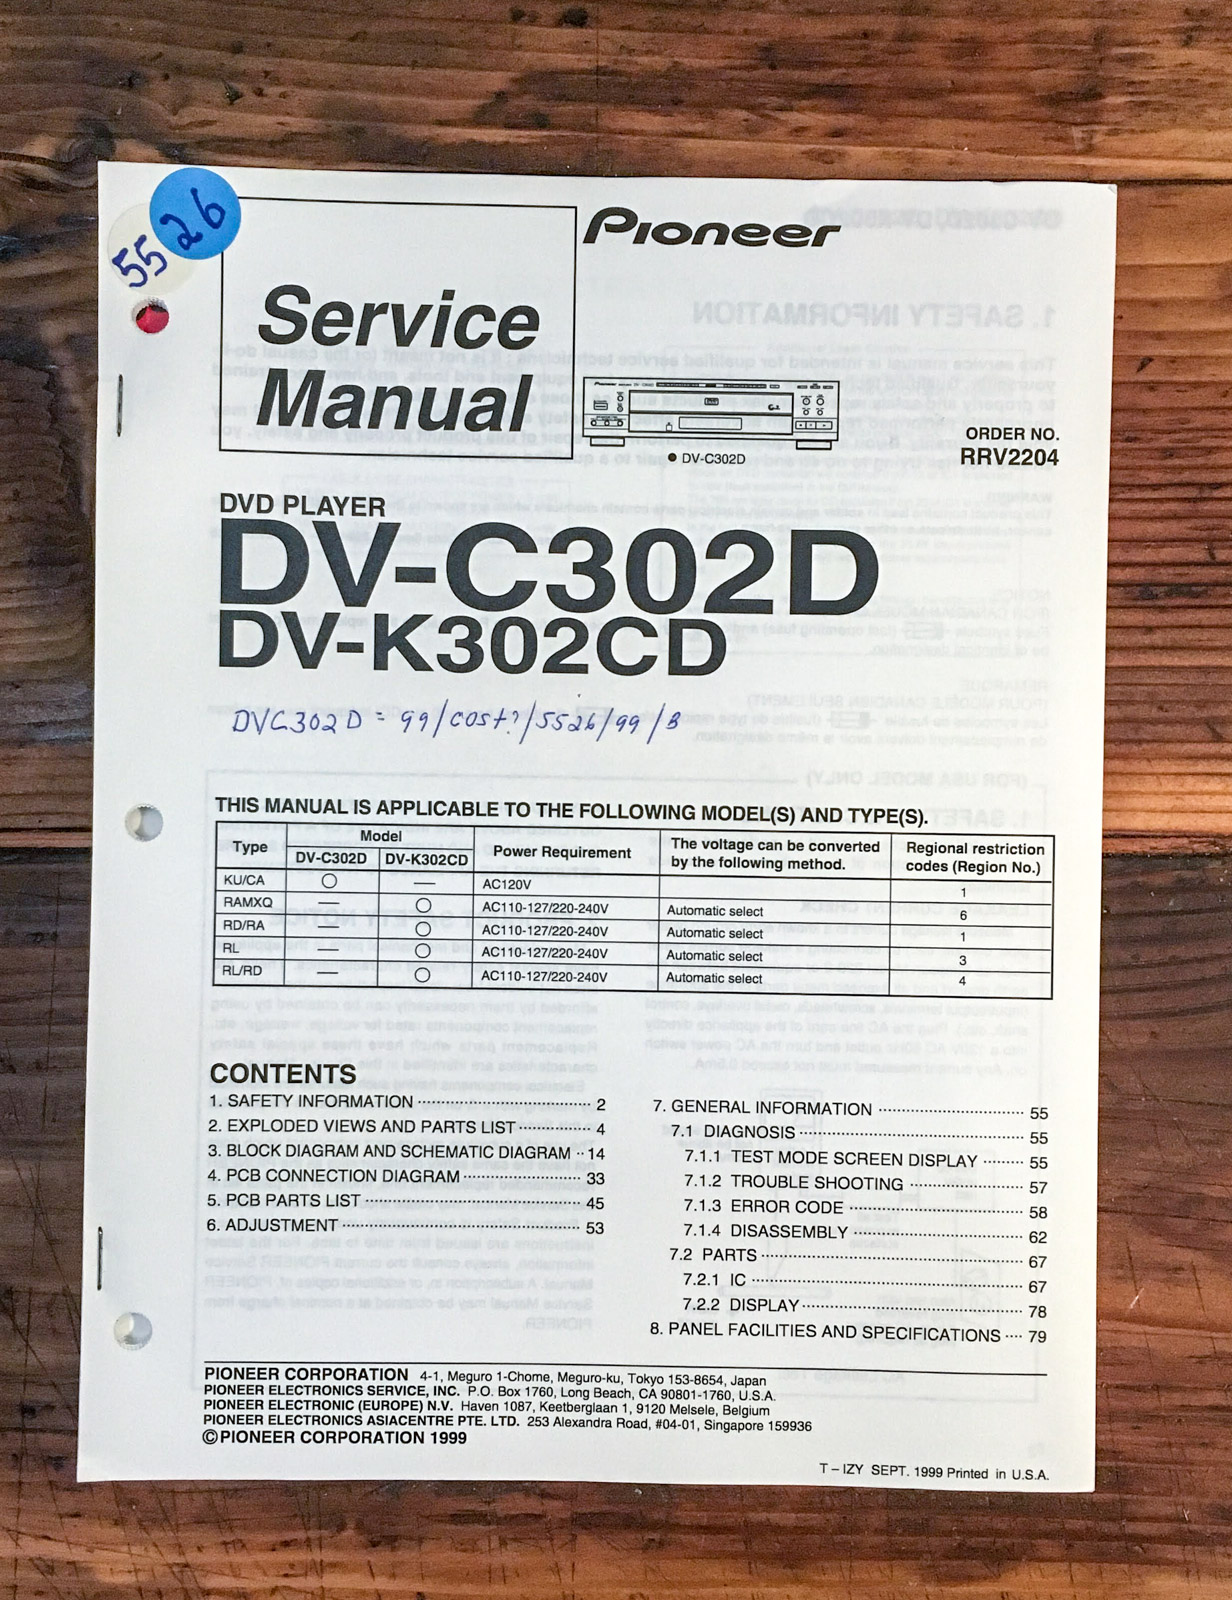 55 26
Service
Manual
Pioneer
DV-C302D
ORDER NO.
RRV2204
DVD PLAYER
DV-C302D
DV-K302CD
DVC302D = 99/cost?/5526/99/B
THIS MANUAL IS APPLICABLE TO THE FOLLOWING MODEL(S) AND TYPE(S).
Type Model Power Requirement The voltage can be converted by the following method. Regional restriction codes (Region No.)
DV-C302D DV-K302CD
KU/CA ○ — AC120V 1
RAMXQ — ○ AC110-127/220-240V Automatic select 6
RD/RA — ○ AC110-127/220-240V Automatic select 1
RL — ○ AC110-127/220-240V Automatic select 3
RL/RD — ○ AC110-127/220-240V Automatic select 4
CONTENTS
1. SAFETY INFORMATION 2
2. EXPLODED VIEWS AND PARTS LIST 4
3. BLOCK DIAGRAM AND SCHEMATIC DIAGRAM 14
4. PCB CONNECTION DIAGRAM 33
5. PCB PARTS LIST 45
6. ADJUSTMENT 53
7. GENERAL INFORMATION 55
7.1 DIAGNOSIS 55
7.1.1 TEST MODE SCREEN DISPLAY 55
7.1.2 TROUBLE SHOOTING 57
7.1.3 ERROR CODE 58
7.1.4 DISASSEMBLY 62
7.2 PARTS 67
7.2.1 IC 67
7.2.2 DISPLAY 78
8. PANEL FACILITIES AND SPECIFICATIONS 79
PIONEER CORPORATION 4-1, Meguro 1-Chome, Meguro-ku, Tokyo 153-8654, Japan
PIONEER ELECTRONICS SERVICE, INC. P.O. Box 1760, Long Beach, CA 90801-1760, U.S.A.
PIONEER ELECTRONIC (EUROPE) N.V. Haven 1087, Keetberglaan 1, 9120 Melsele, Belgium
PIONEER ELECTRONICS ASIACENTRE PTE. LTD. 253 Alexandra Road, #04-01, Singapore 159936
©PIONEER CORPORATION 1999
T – IZY SEPT. 1999 Printed in U.S.A.